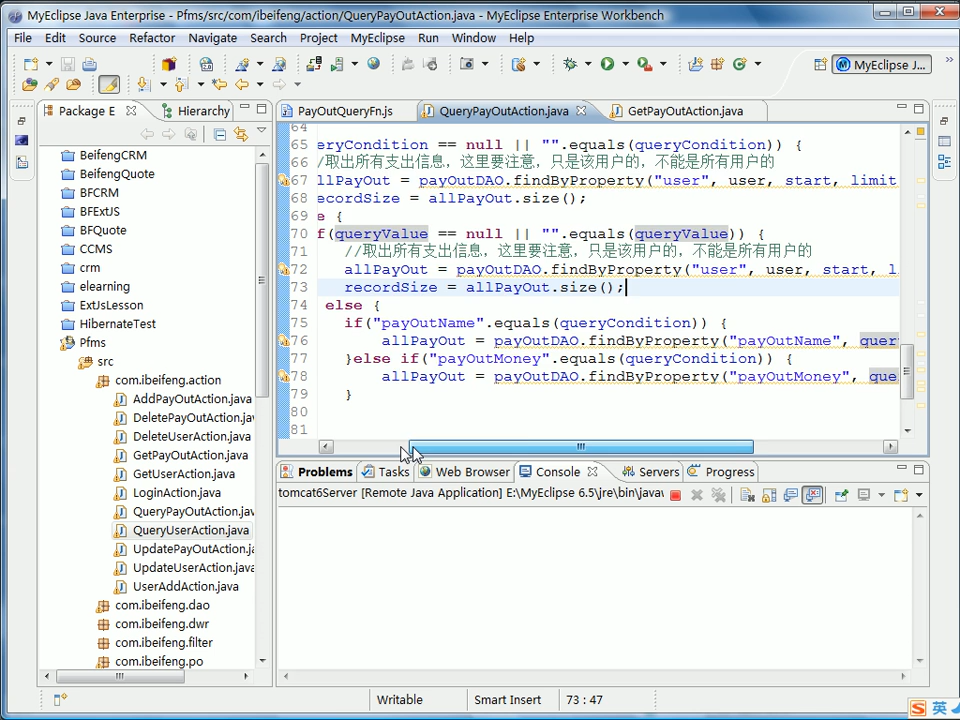 MyEclipse Java Enterprise - Pfms/src/com/ibeifeng/action/QueryPayOutAction.java - MyEclipse Enterprise Workbench
File Edit Source Refactor Navigate Search Project MyEclipse Run Window Help
MyEclipse J...
Package E Hierarchy
PayOutQueryFn.js QueryPayOutAction.java GetPayOutAction.java
BeifengCRM
BeifengQuote
BFCRM
BFExtJS
BFQuote
CCMS
crm
elearning
ExtJsLesson
HibernateTest
Pfms
src
com.ibeifeng.action
AddPayOutAction.java
DeletePayOutAction.jav
DeleteUserAction.java
GetPayOutAction.java
GetUserAction.java
LoginAction.java
QueryPayOutAction.jav
QueryUserAction.java
UpdatePayOutAction.ja
UpdateUserAction.java
UserAddAction.java
com.ibeifeng.dao
com.ibeifeng.dwr
com.ibeifeng.filter
com.ibeifeng.po
64
65 eryCondition == null || "".equals(queryCondition)) {
66 /取出所有支出信息，这里要注意，只是该用户的，不能是所有用户的
67 llPayOut = payOutDAO.findByProperty("user", user, start, limit
68 ecordSize = allPayOut.size();
69 e {
70 f(queryValue == null || "".equals(queryValue)) {
71 //取出所有支出信息，这里要注意，只是该用户的，不能是所有用户的
72 allPayOut = payOutDAO.findByProperty("user", user, start, l
73 recordSize = allPayOut.size();
74 else {
75 if("payOutName".equals(queryCondition)) {
76 allPayOut = payOutDAO.findByProperty("payOutName", query
77 }else if("payOutMoney".equals(queryCondition)) {
78 allPayOut = payOutDAO.findByProperty("payOutMoney", que
79 }
80
81
Problems Tasks Web Browser Console Servers Progress
tomcat6Server [Remote Java Application] E:\MyEclipse 6.5\jre\bin\javaw
Writable Smart Insert 73 : 47
S 英